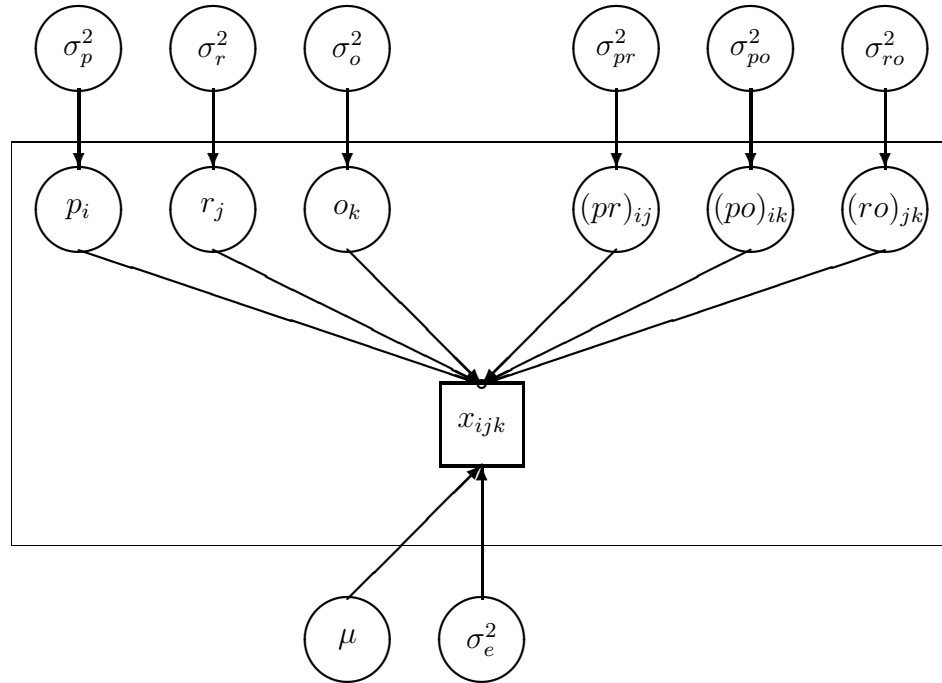 σ²_p σ²_r σ²_o σ²_pr σ²_po σ²_ro
p_i r_j o_k (pr)_ij (po)_ik (ro)_jk
x_ijk
μ σ²_e